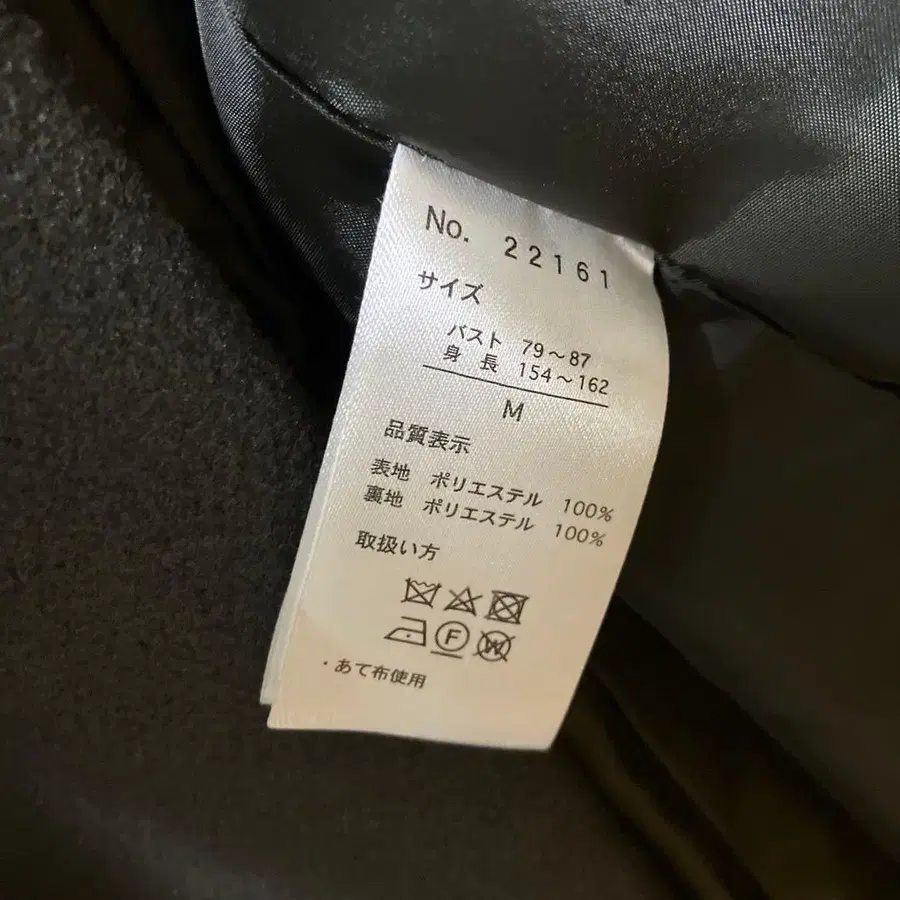 No. 22161
サイズ
バスト 79～87
身長 154～162
M
品質表示
表地 ポリエステル 100%
裏地 ポリエステル 100%
取扱い方
F W
・あて布使用